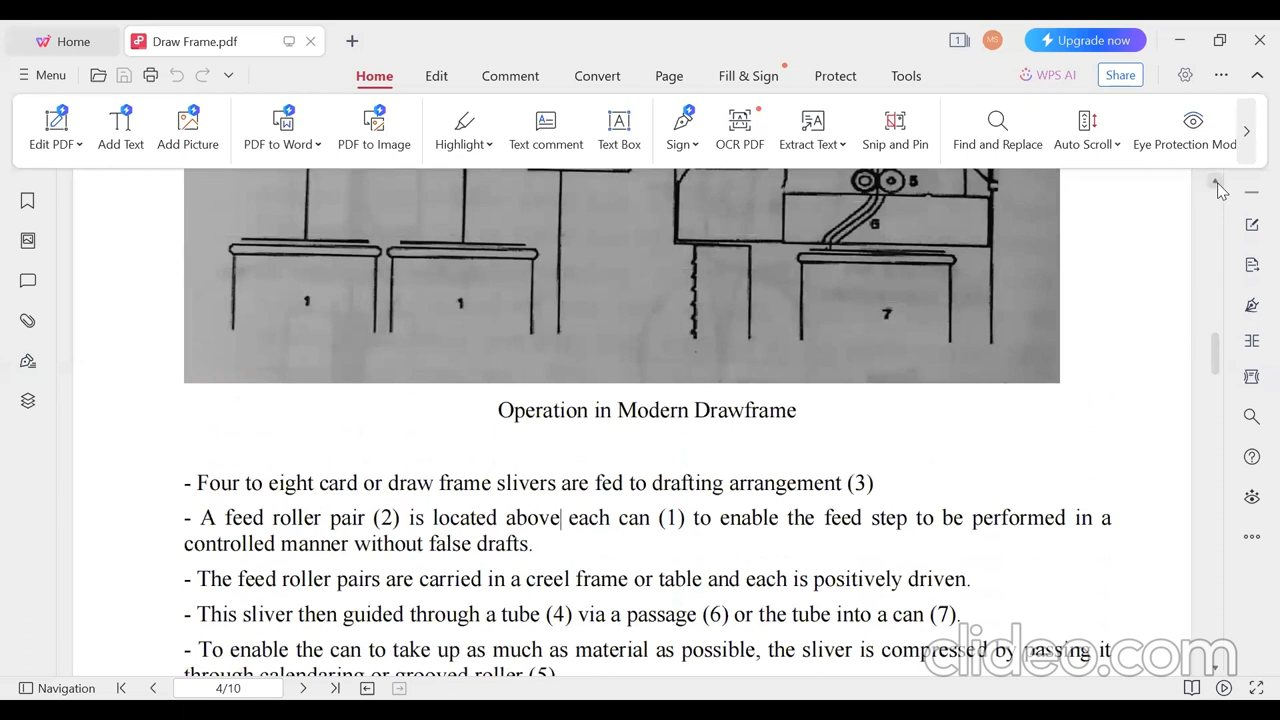 Home
Draw Frame.pdf
1
MS
Upgrade now
Menu
Home
Edit
Comment
Convert
Page
Fill & Sign
Protect
Tools
WPS AI
Share
Edit PDF
Add Text
Add Picture
PDF to Word
PDF to Image
Highlight
Text comment
Text Box
Sign
OCR PDF
Extract Text
Snip and Pin
Find and Replace
Auto Scroll
Eye Protection Mod
5
6
1
1
7
Operation in Modern Drawframe
- Four to eight card or draw frame slivers are fed to drafting arrangement (3)
- A feed roller pair (2) is located above each can (1) to enable the feed step to be performed in a
controlled manner without false drafts.
- The feed roller pairs are carried in a creel frame or table and each is positively driven.
- This sliver then guided through a tube (4) via a passage (6) or the tube into a can (7).
- To enable the can to take up as much as material as possible, the sliver is compressed by passing it
through calendaring or grooved roller (5)
clideo.com
Navigation
4/10